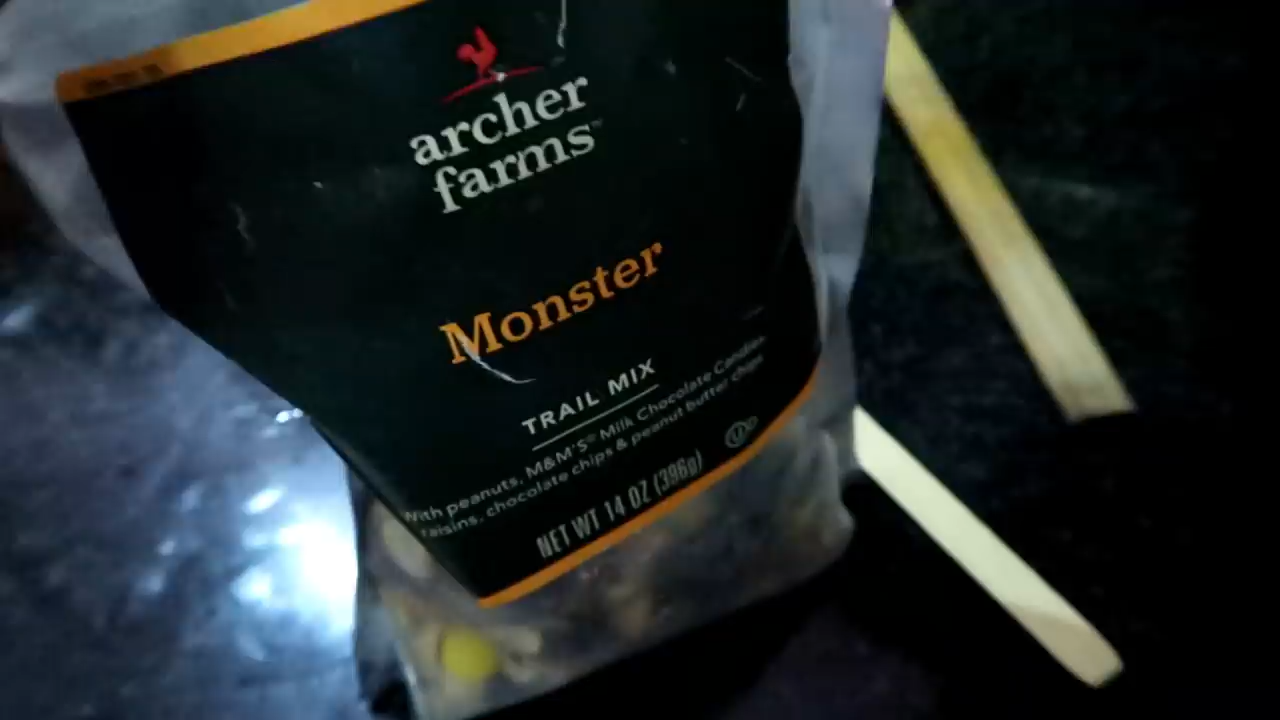 archer
farms™
Monster
TRAIL MIX
With peanuts, M&M'S® Milk Chocolate Candies
raisins, chocolate chips & peanut butter chips
NET WT 14 OZ (396g)